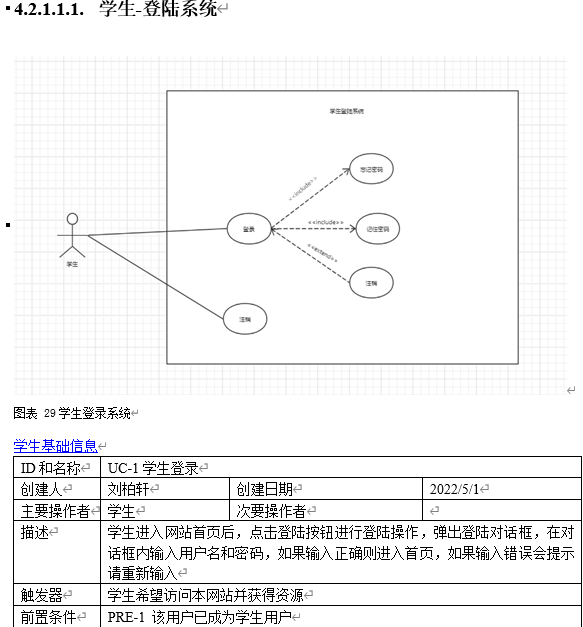 4.2.1.1.1. 学生-登陆系统
学生登陆系统
忘记密码
<<include>>
登录
<<include>>
记住密码
<<extend>>
学生
注销
注销
图表 29 学生登录系统
学生基础信息
ID 和名称 UC-1 学生登录
创建人 刘柏轩 创建日期 2022/5/1
主要操作者 学生 次要操作者
描述 学生进入网站首页后，点击登陆按钮进行登陆操作，弹出登陆对话框，在对
话框内输入用户名和密码，如果输入正确则进入首页，如果输入错误会提示
请重新输入
触发器 学生希望访问本网站并获得资源
前置条件 PRE-1 该用户已成为学生用户